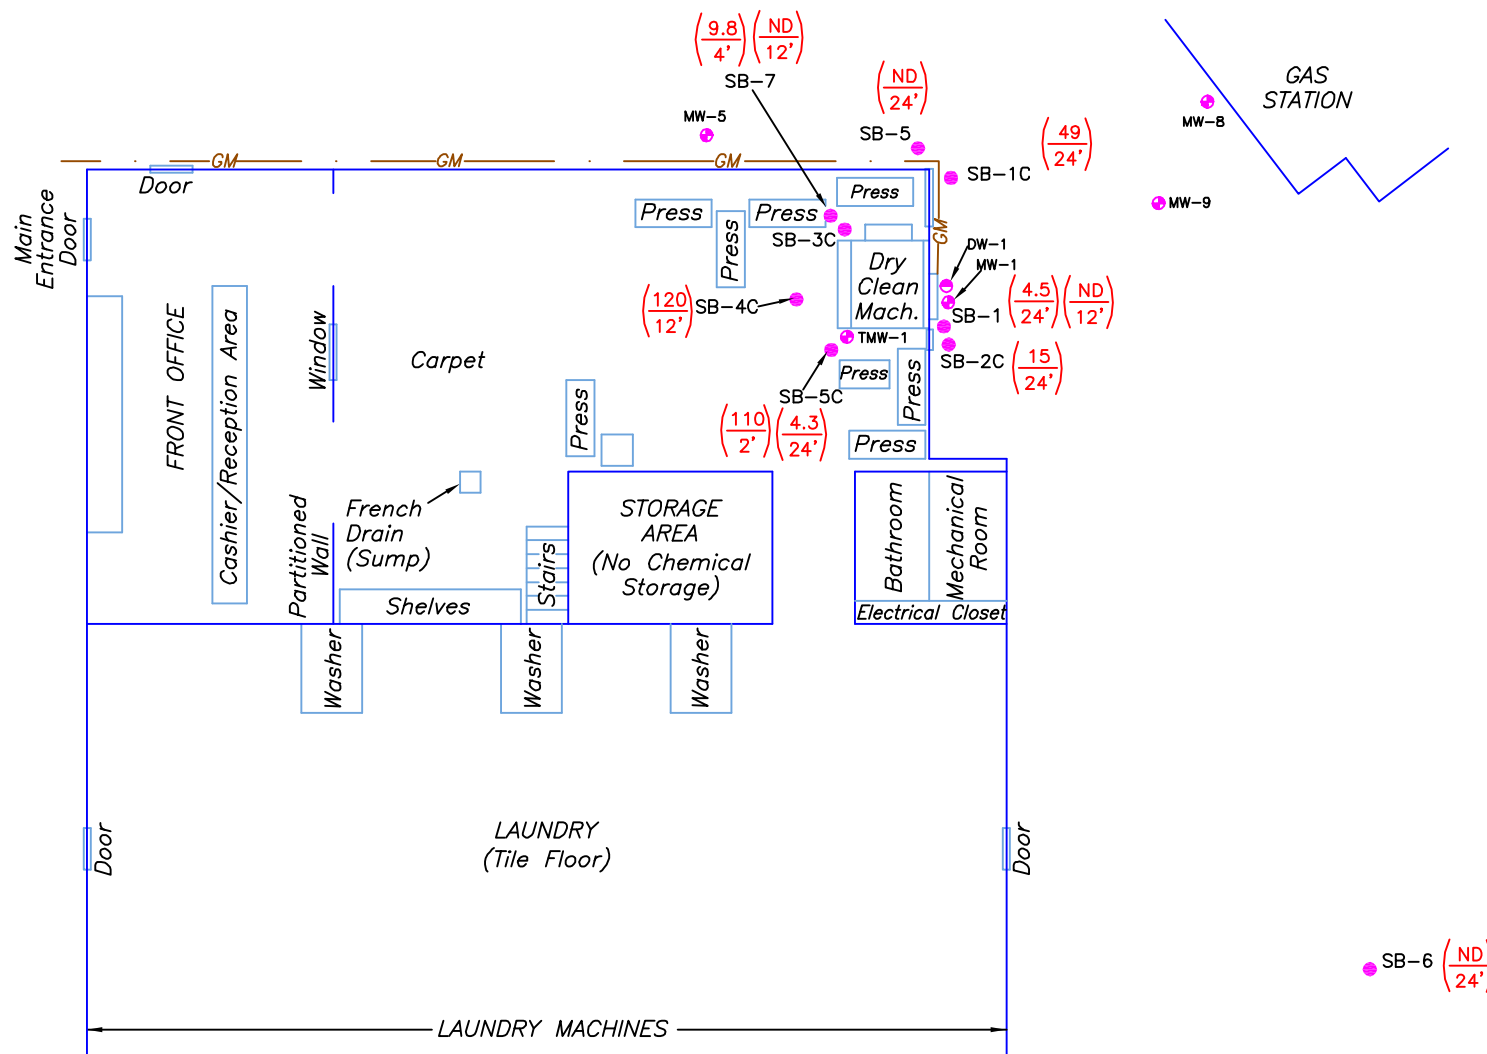 9.8
4'
ND
12'
SB-7
ND
24'
GAS
STATION
MW-5
SB-5
MW-8
49
24'
GM
GM
GM
SB-1C
Door
Main
Entrance
Door
Press
Press
Press
Press
MW-9
SB-3C
GM
DW-1
MW-1
Dry
Clean
Mach.
120
12'
SB-4C
4.5
24'
ND
12'
SB-1
FRONT OFFICE
Cashier/Reception Area
Window
Carpet
TMW-1
SB-2C
15
24'
Press
Press
SB-5C
110
2'
4.3
24'
Press
Press
French
Drain
(Sump)
Partitioned
Wall
STORAGE
AREA
(No Chemical
Storage)
Bathroom
Mechanical
Room
Stairs
Shelves
Electrical Closet
Washer
Washer
Washer
LAUNDRY
(Tile Floor)
Door
Door
SB-6
ND
24'
LAUNDRY MACHINES